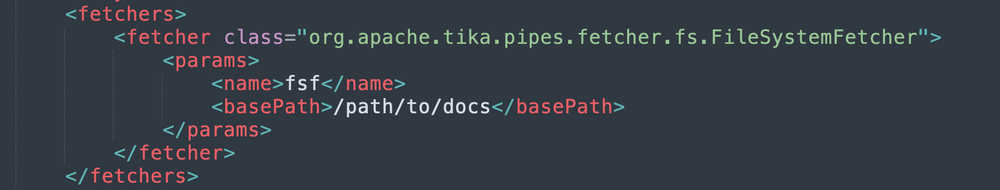 <fetchers>
<fetcher class="org.apache.tika.pipes.fetcher.fs.FileSystemFetcher">
<params>
<name>fsf</name>
<basePath>/path/to/docs</basePath>
</params>
</fetcher>
</fetchers>